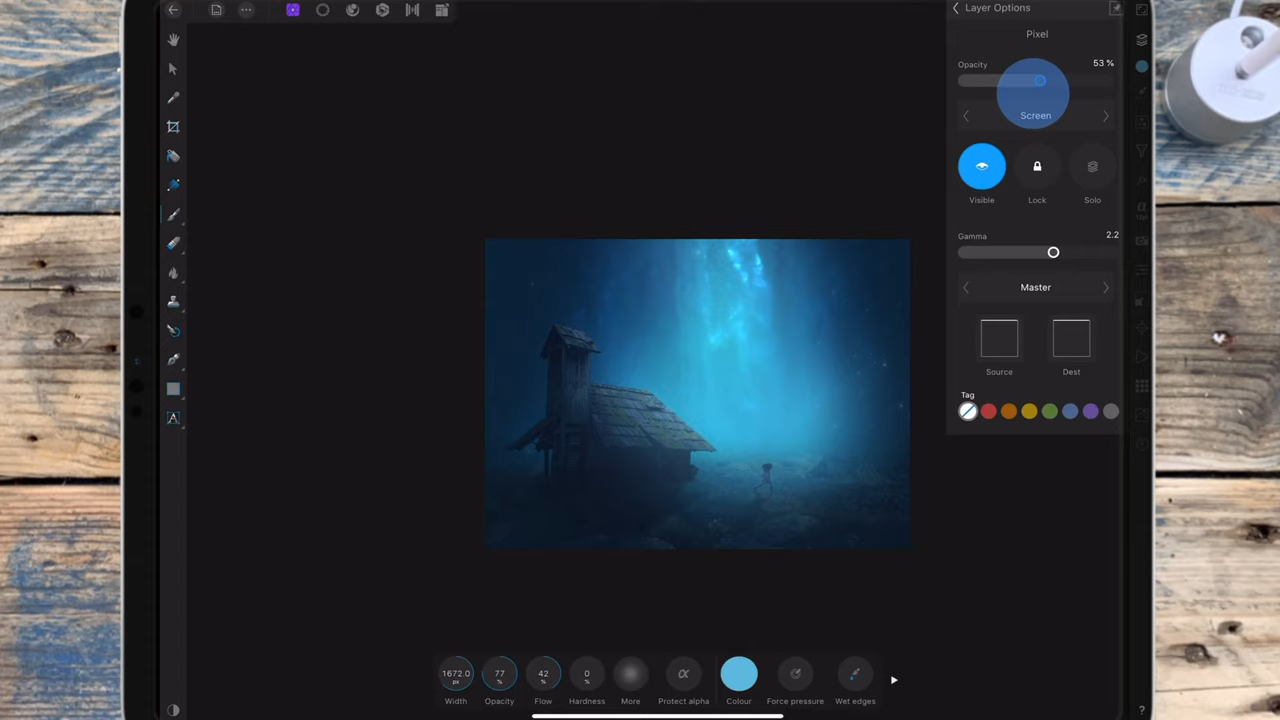 Layer Options
Pixel
Opacity
53 %
Screen
Visible
Lock
Solo
Gamma
2.2
Master
Source
Dest
Tag
A
1672.0
px
77
%
42
%
0
%
α
Width
Opacity
Flow
Hardness
More
Protect alpha
Colour
Force pressure
Wet edges
?